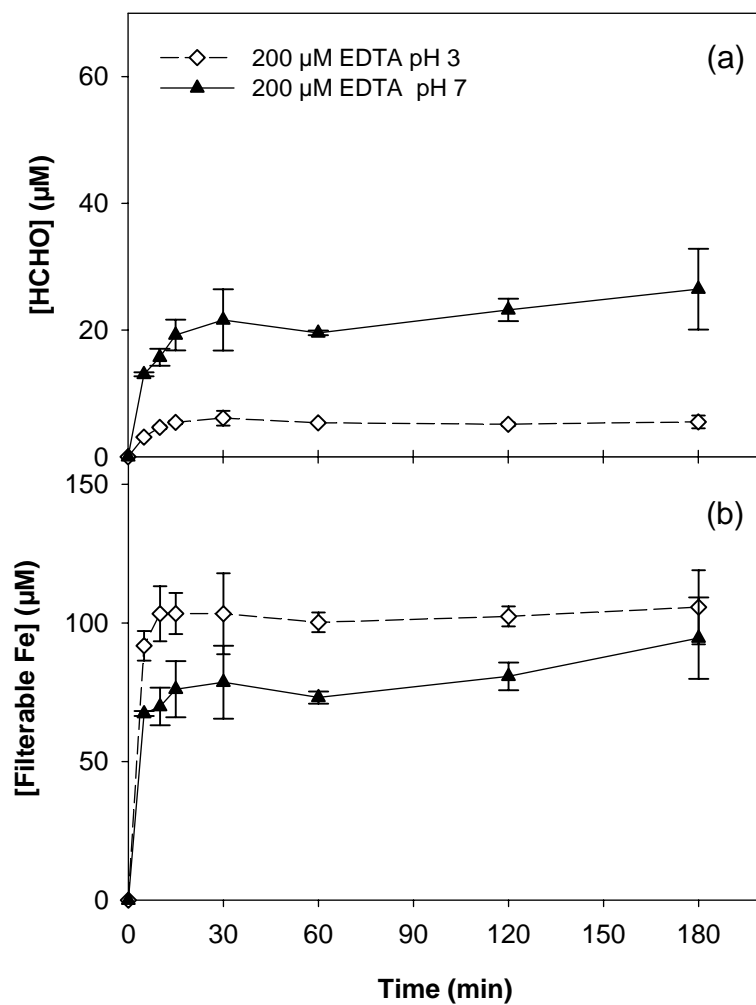 (a)
200 µM EDTA pH 3
200 µM EDTA pH 7
60
40
20
0
[HCHO] (µM)
(b)
150
100
50
0
[Filterable Fe] (µM)
0 30 60 90 120 150 180
Time (min)